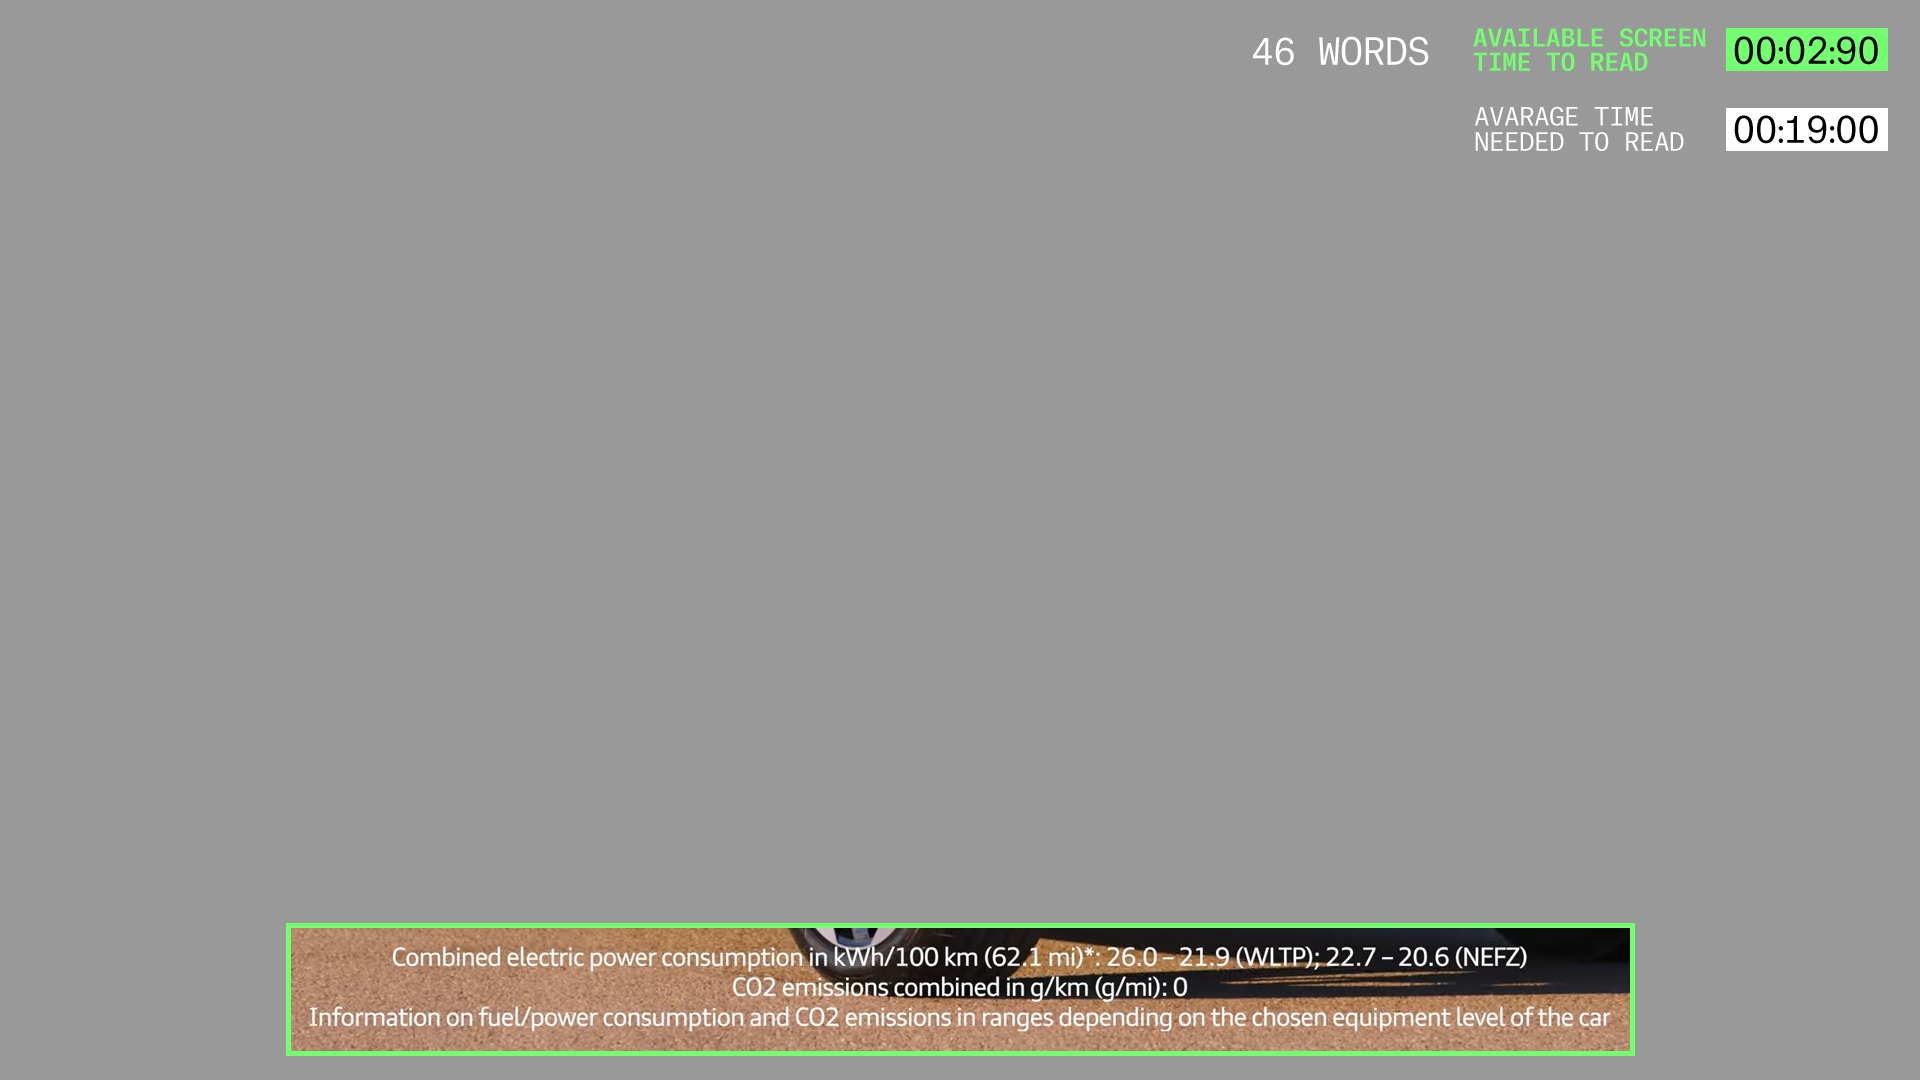 46 WORDS
AVAILABLE SCREEN
TIME TO READ
00:02:90
AVARAGE TIME
NEEDED TO READ
00:19:00
Combined electric power consumption in kWh/100 km (62.1 mi)*: 26.0 – 21.9 (WLTP); 22.7 – 20.6 (NEFZ)
CO2 emissions combined in g/km (g/mi): 0
Information on fuel/power consumption and CO2 emissions in ranges depending on the chosen equipment level of the car